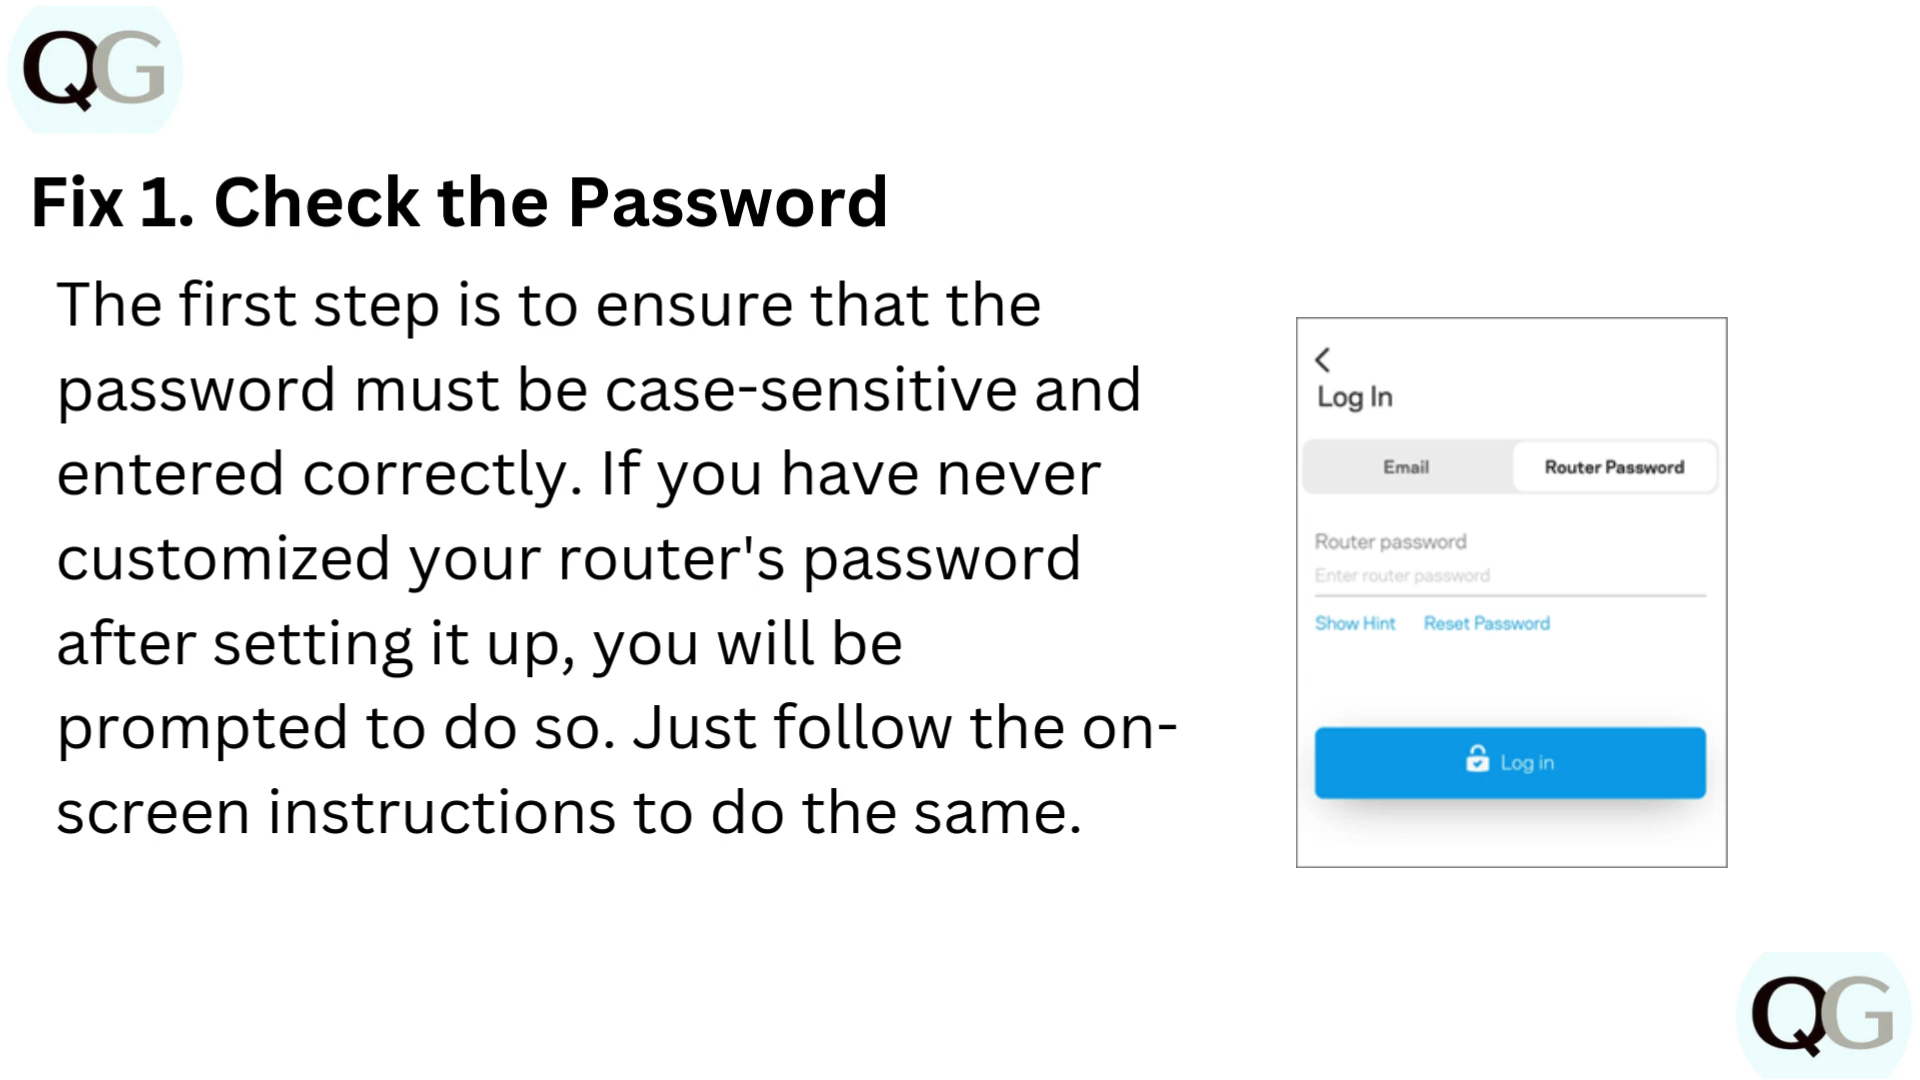 QG
Fix 1. Check the Password
The first step is to ensure that the
password must be case-sensitive and
entered correctly. If you have never
customized your router's password
after setting it up, you will be
prompted to do so. Just follow the on-
screen instructions to do the same.
Log In
Email Router Password
Router password
Enter router password
Show Hint Reset Password
Log in
QG